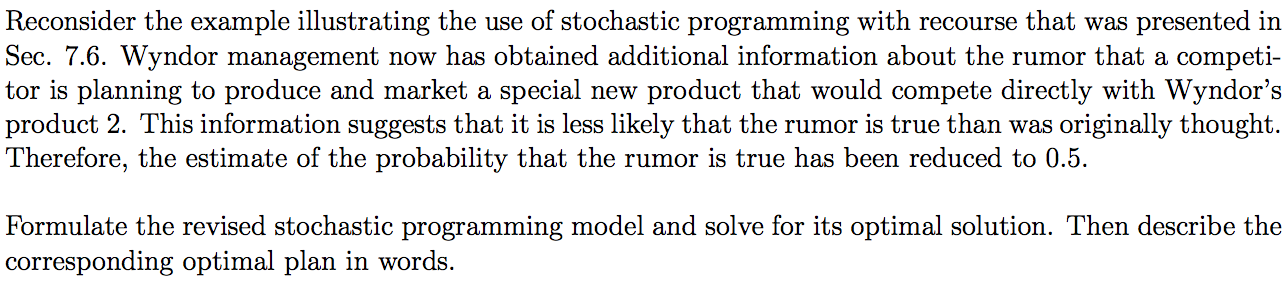 Reconsider the example illustrating the use of stochastic programming with recourse that was presented in
Sec. 7.6. Wyndor management now has obtained additional information about the rumor that a competi-
tor is planning to produce and market a special new product that would compete directly with Wyndor's
product 2. This information suggests that it is less likely that the rumor is true than was originally thought.
Therefore, the estimate of the probability that the rumor is true has been reduced to 0.5.
Formulate the revised stochastic programming model and solve for its optimal solution. Then describe the
corresponding optimal plan in words.